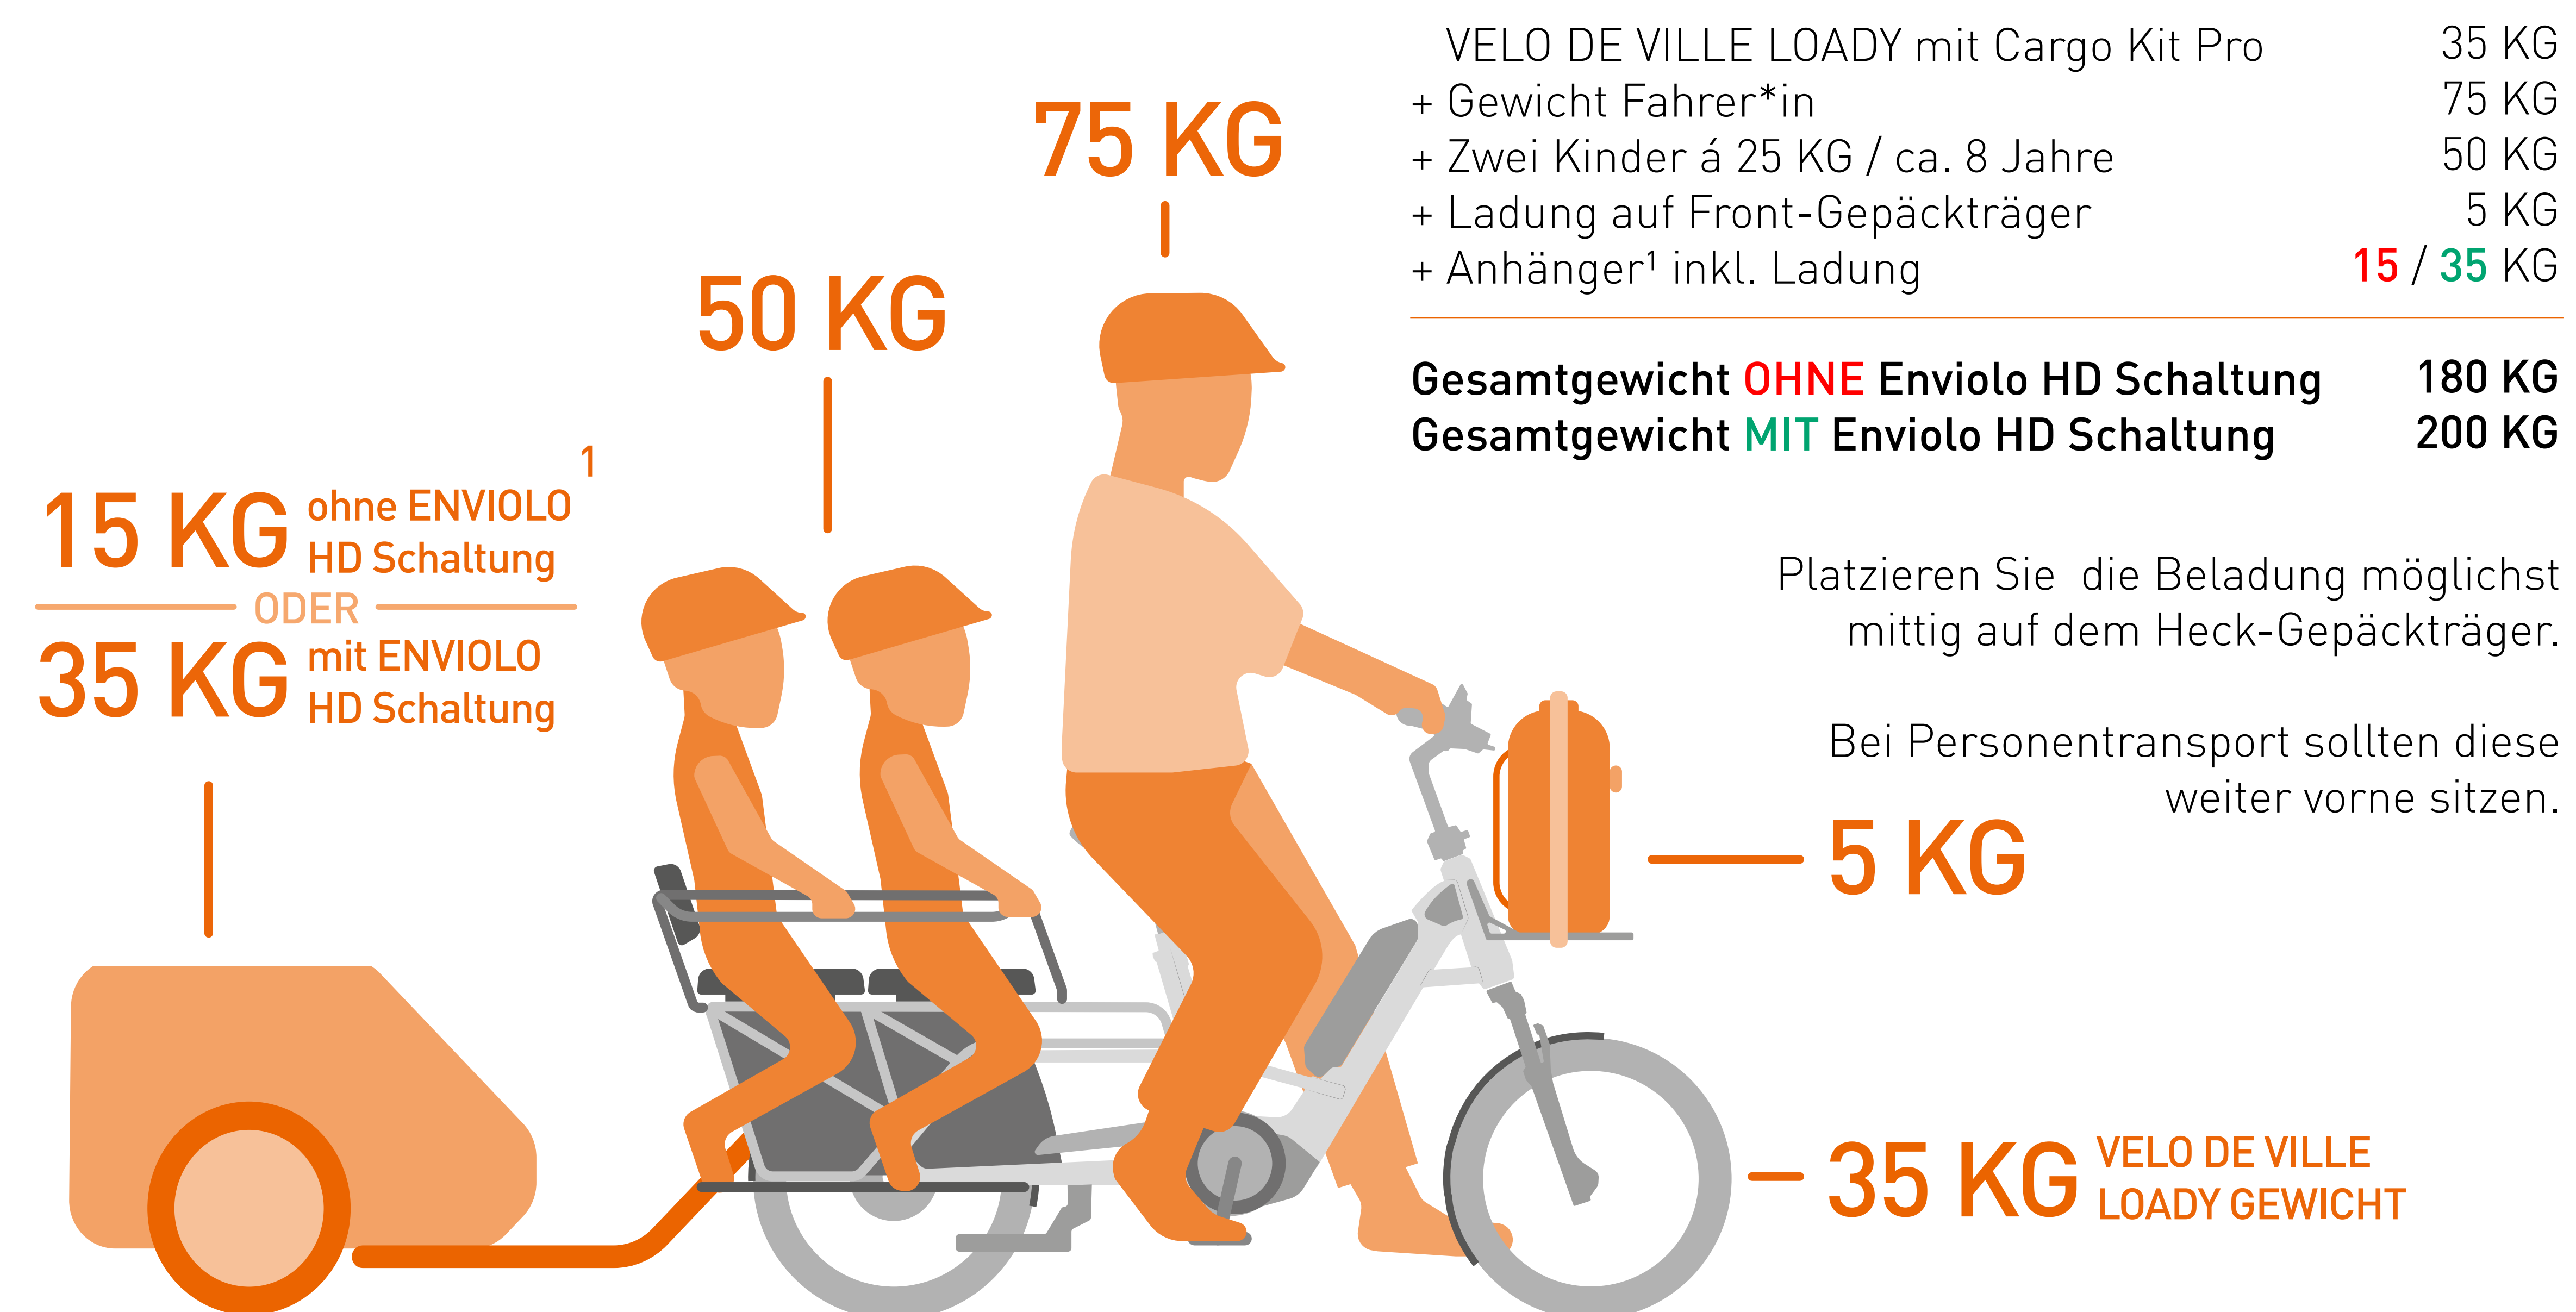 VELO DE VILLE LOADY mit Cargo Kit Pro 35 KG
+ Gewicht Fahrer*in 75 KG
+ Zwei Kinder á 25 KG / ca. 8 Jahre 50 KG
+ Ladung auf Front-Gepäckträger 5 KG
+ Anhänger¹ inkl. Ladung 15 / 35 KG
Gesamtgewicht OHNE Enviolo HD Schaltung 180 KG
Gesamtgewicht MIT Enviolo HD Schaltung 200 KG
75 KG
50 KG
15 KG ohne ENVIOLO ¹
HD Schaltung
ODER
35 KG mit ENVIOLO
HD Schaltung
Platzieren Sie die Beladung möglichst
mittig auf dem Heck-Gepäckträger.
Bei Personentransport sollten diese
weiter vorne sitzen.
5 KG
35 KG VELO DE VILLE
LOADY GEWICHT